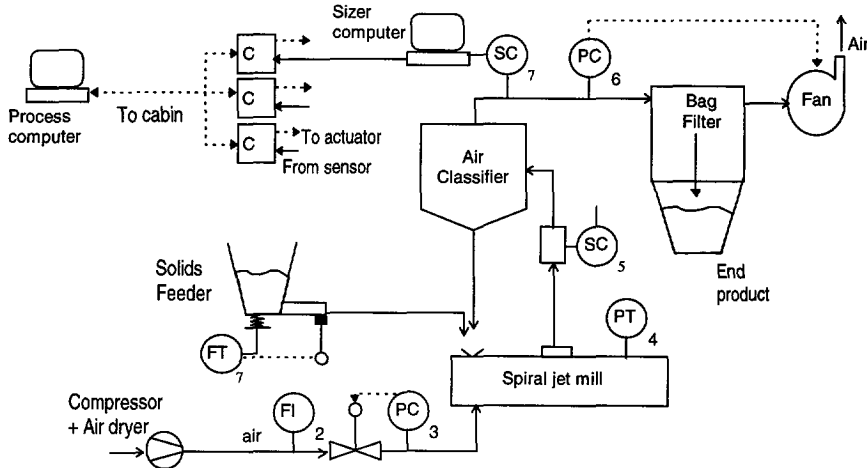 Sizer
computer
C
SC
7
PC
6
Air
Fan
C
Process
computer
To cabin
Bag
Filter
C
To actuator
From sensor
Air
Classifier
SC
5
Solids
Feeder
End
product
FT
7
PT
4
Spiral jet mill
Compressor
+ Air dryer
air
FI
2
PC
3